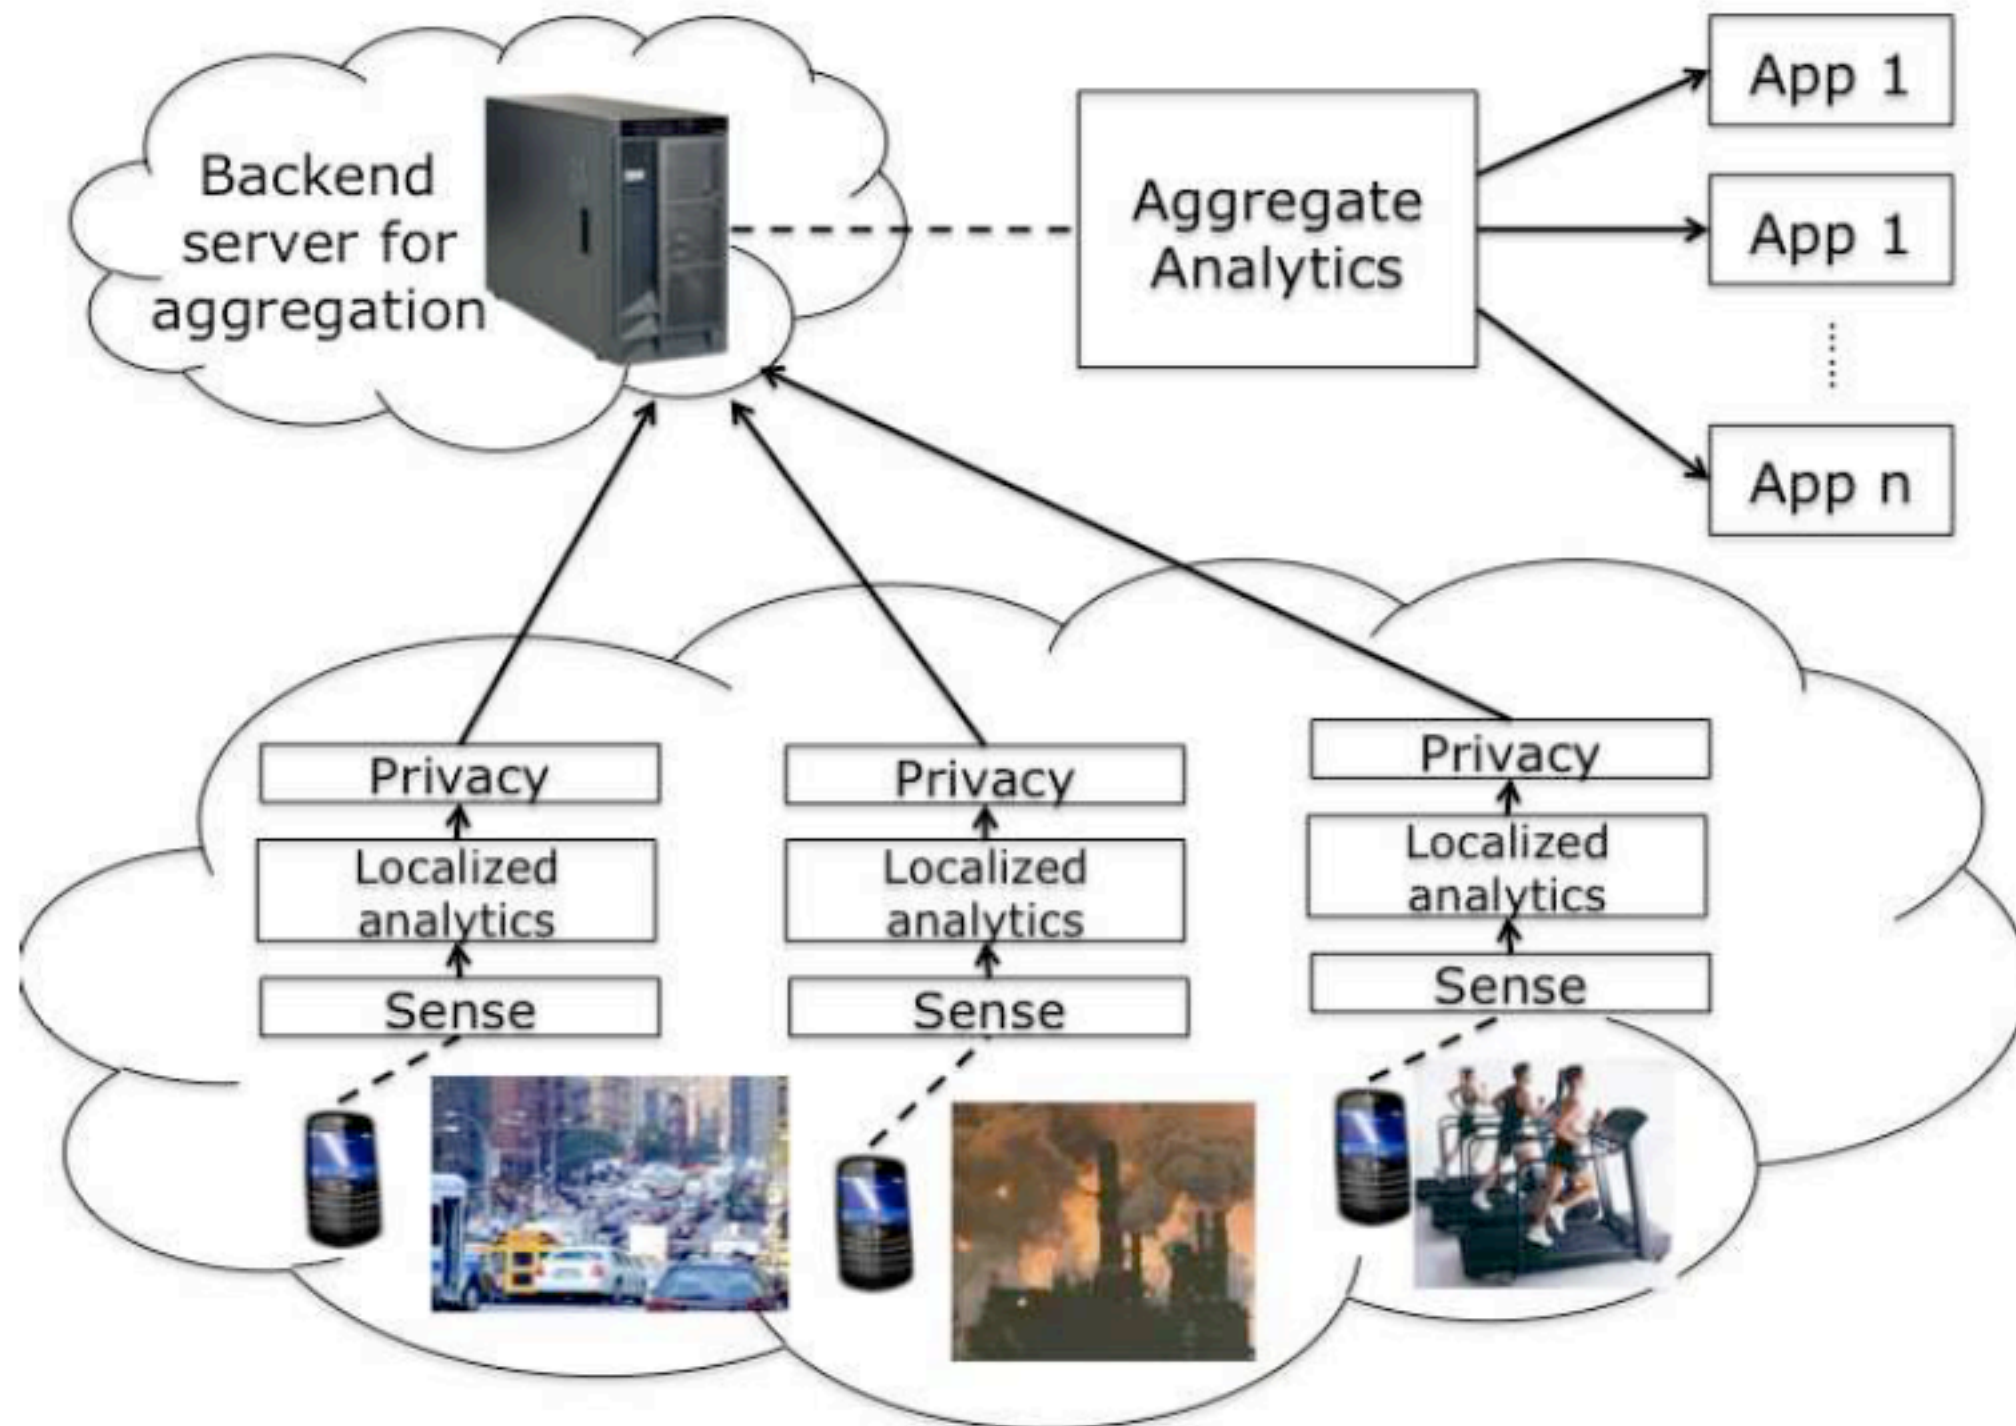 Backend
server for
aggregation
Aggregate
Analytics
App 1
App 1
App n
Privacy
Localized
analytics
Sense
Privacy
Localized
analytics
Sense
Privacy
Localized
analytics
Sense